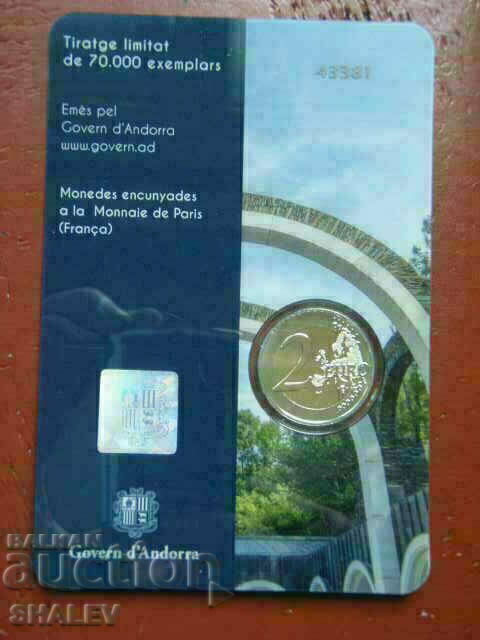 Tiratge limitat
de 70.000 exemplars
43381
Emès pel
Govern d'Andorra
www.govern.ad
Monedes encunyades
a la Monnaie de Paris
(França)
2 EURO
Govern d'Andorra
BALKAN
auction
SHALEV